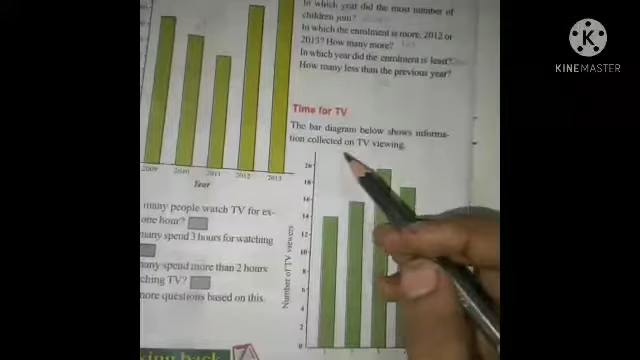 In which year did the most number of
children join?
In which the enrolment is more, 2012 or
2013? How many more?
In which year did the enrolment is least?
How many less than the previous year?
KINEMASTER
Time for TV
The bar diagram below shows informa-
tion collected on TV viewing.
2009 2010 2011 2012 2013
Year
many people watch TV for ex-
one hour?
many spend 3 hours for watching
many spend more than 2 hours
ching TV?
more questions based on this.
king back
Number of TV viewers
20
18
16
14
12
10
8
6
4
2
0
1 2 3